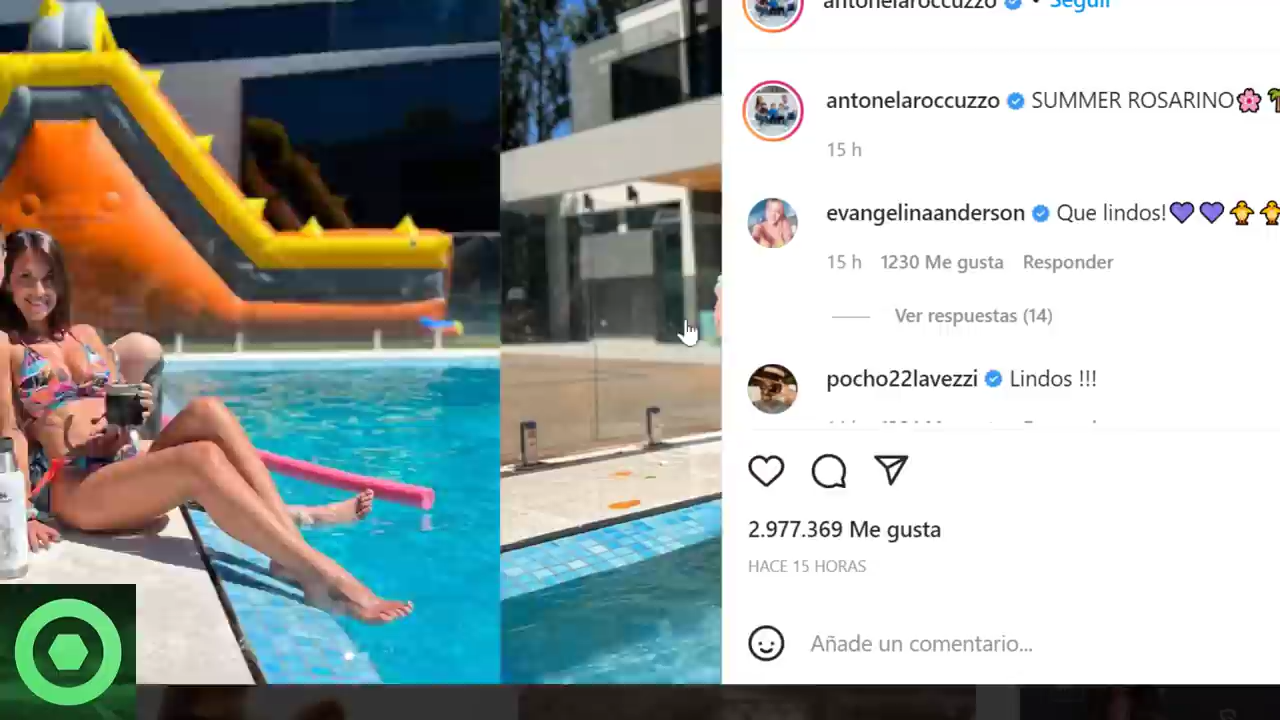 antonelaroccuzzo • Seguir
antonelaroccuzzo SUMMER ROSARINO🌸🌴
15 h
evangelinaanderson Que lindos!💜💜🐥🐥
15 h 1230 Me gusta Responder
Ver respuestas (14)
pocho22lavezzi Lindos !!!
2.977.369 Me gusta
HACE 15 HORAS
Añade un comentario...